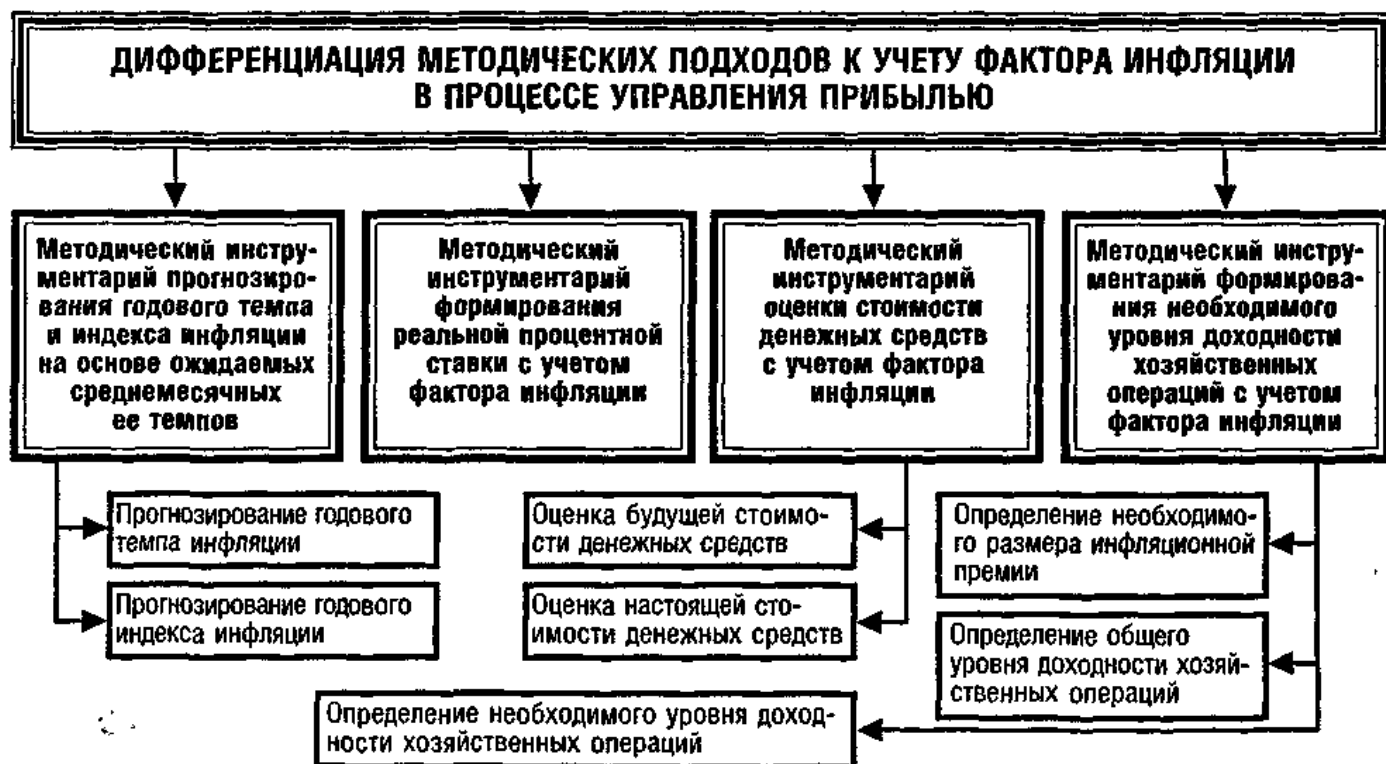 ДИФФЕРЕНЦИАЦИЯ МЕТОДИЧЕСКИХ ПОДХОДОВ К УЧЕТУ ФАКТОРА ИНФЛЯЦИИ
В ПРОЦЕССЕ УПРАВЛЕНИЯ ПРИБЫЛЬЮ
Методический инстру-
ментарий прогнозиро-
вания годового темпа
и индекса инфляции
на основе ожидаемых
среднемесячных
ее темпов
Методический
инструментарий
формирования
реальной процентной
ставки с учетом
фактора инфляции
Методический
инструментарий
оценки стоимости
денежных средств
с учетом фактора
инфляции
Методический инстру-
ментарий формирова-
ния необходимого
уровня доходности
хозяйственных
операций с учетом
фактора инфляции
Прогнозирование годового
темпа инфляции
Прогнозирование годового
индекса инфляции
Оценка будущей стоимо-
сти денежных средств
Оценка настоящей сто-
имости денежных средств
Определение необходимо-
го размера инфляционной
премии
Определение общего
уровня доходности хозяй-
ственных операций
Определение необходимого уровня доход-
ности хозяйственных операций